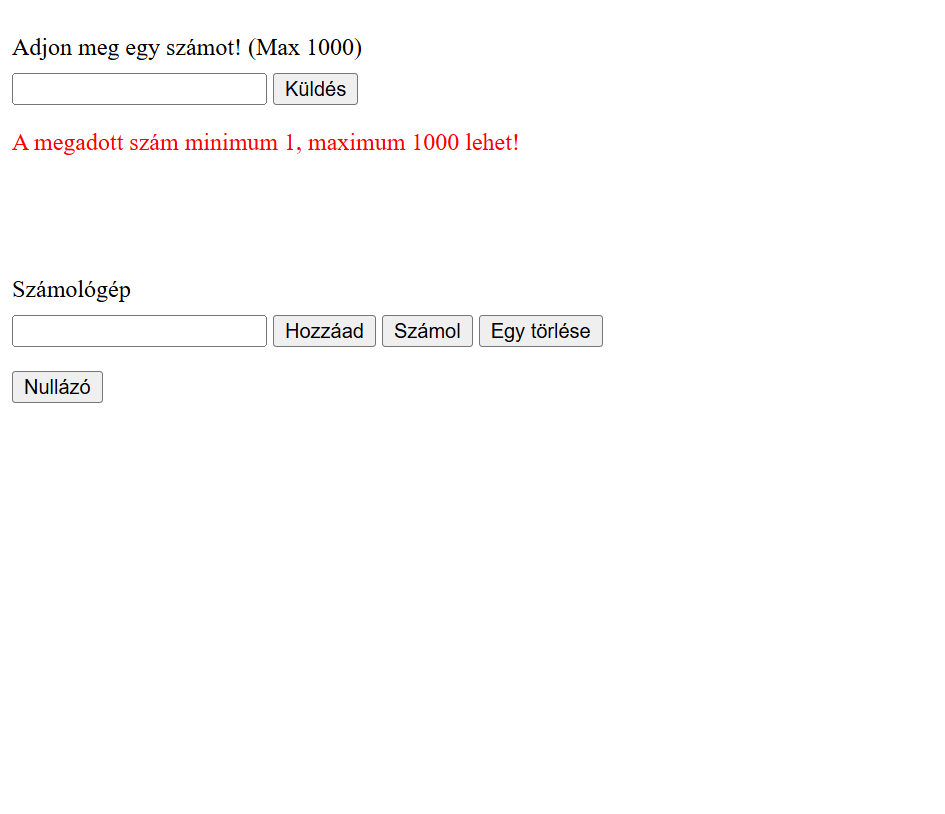 Adjon meg egy számot! (Max 1000)
Küldés
A megadott szám minimum 1, maximum 1000 lehet!
Számológép
Hozzáad Számol Egy törlése
Nullázó